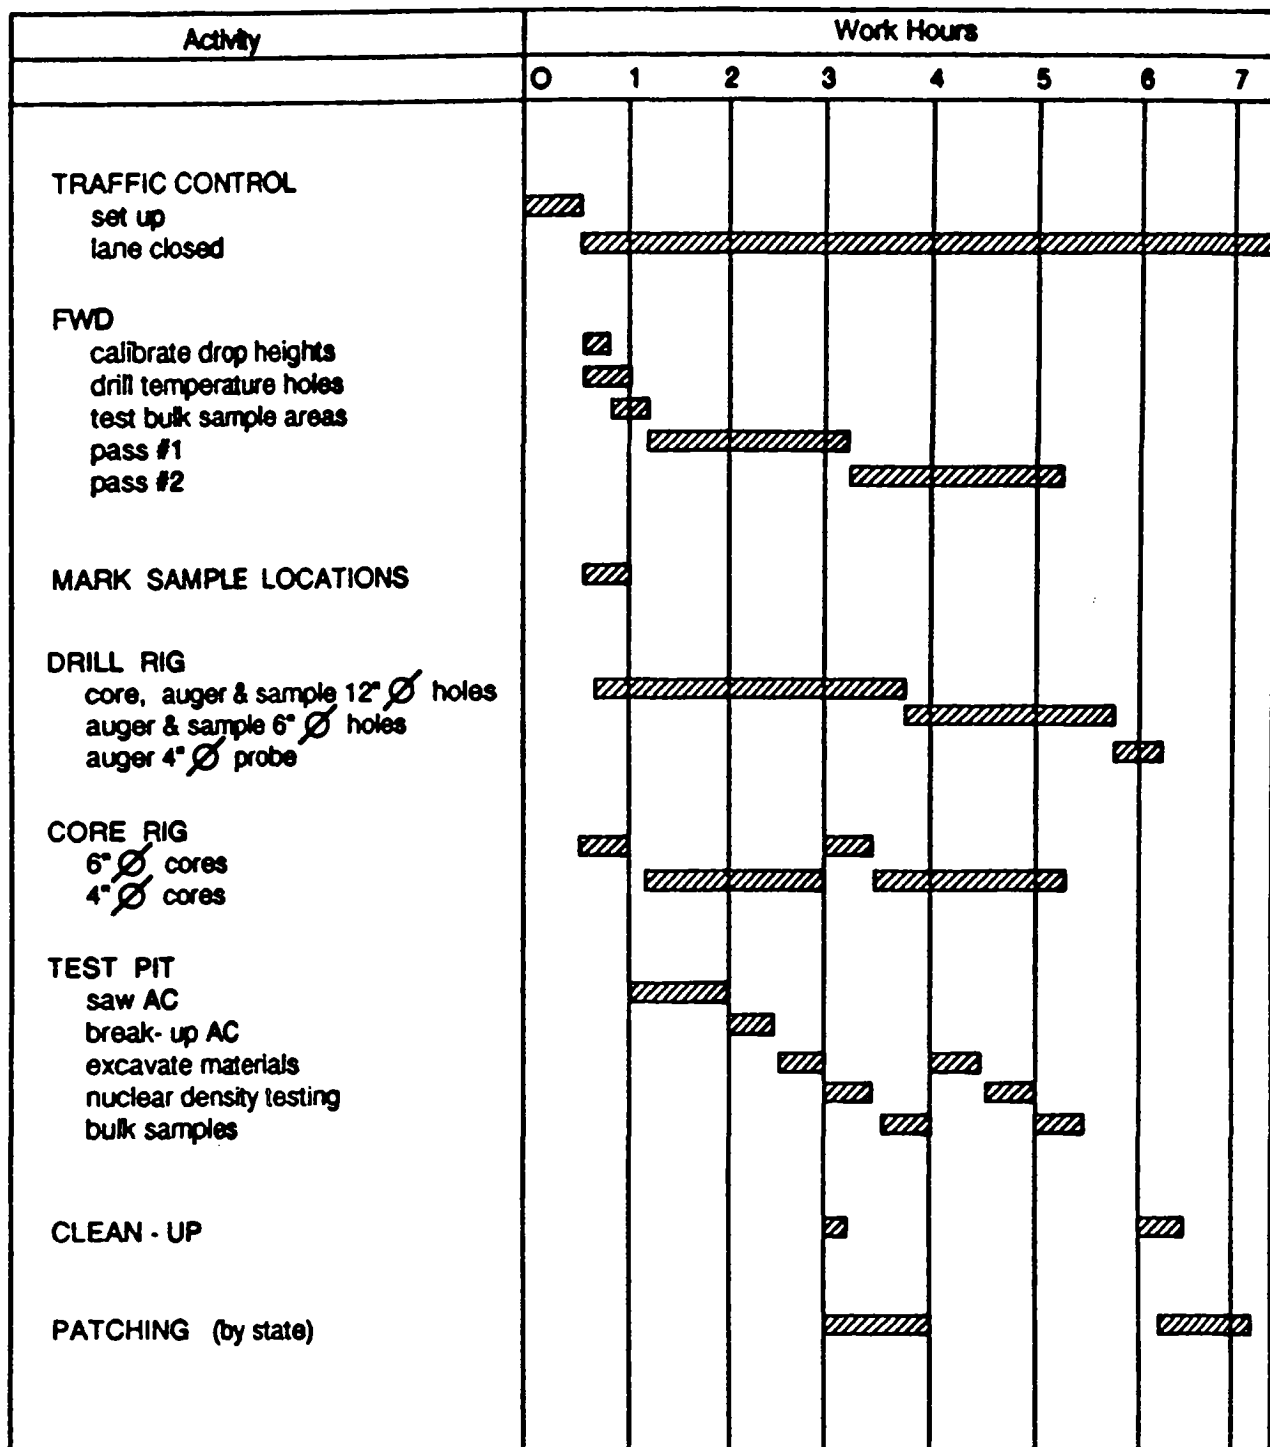 Activity
Work Hours
0 1 2 3 4 5 6 7
TRAFFIC CONTROL
set up
lane closed
FWD
calibrate drop heights
drill temperature holes
test bulk sample areas
pass #1
pass #2
MARK SAMPLE LOCATIONS
DRILL RIG
core, auger & sample 12" Ø holes
auger & sample 6" Ø holes
auger 4" Ø probe
CORE RIG
6" Ø cores
4" Ø cores
TEST PIT
saw AC
break- up AC
excavate materials
nuclear density testing
bulk samples
CLEAN - UP
PATCHING (by state)